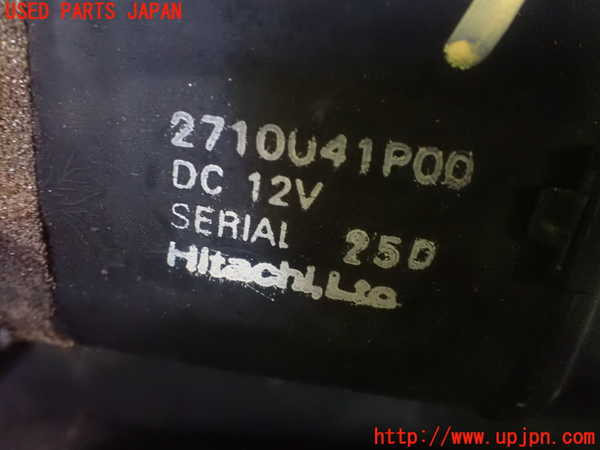 USED PARTS JAPAN
2710U41P00
DC 12V
SERIAL 25D
Hitachi, Ltd
http://www.upjpn.com/